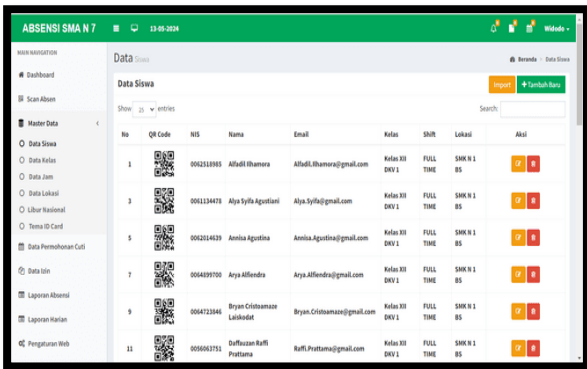 ABSENSI SMA N 7
13-05-2024
Widodo
MAIN NAVIGATION
Dashboard
Scan Absen
Master Data
Data Siswa
Data Kelas
Data Jam
Data Lokasi
Libur Nasional
Tema ID Card
Data Permohonan Cuti
Data Izin
Laporan Absensi
Laporan Harian
Pengaturan Web
Data Siswa
Beranda > Data Siswa
Data Siswa
Import
+ Tambah Baru
Show 25 entries
Search:
No QR Code NIS Nama Email Kelas Shift Lokasi Aksi
1 0062518985 Alfadil Ilhamora Alfadil.Ilhamora@gmail.com Kelas XII DKV 1 FULL TIME SMK N 1 BS
3 0061134478 Alya Syifa Agustiani Alya.Syifa@gmail.com Kelas XII DKV 1 FULL TIME SMK N 1 BS
5 0062014639 Annisa Agustina Annisa.Agustina@gmail.com Kelas XII DKV 1 FULL TIME SMK N 1 BS
7 0064899700 Arya Alfiendra Arya.Alfiendra@gmail.com Kelas XII DKV 1 FULL TIME SMK N 1 BS
9 0064723846 Bryan Cristoamaze Laiskodat Bryan.Cristoamaze@gmail.com Kelas XII DKV 1 FULL TIME SMK N 1 BS
11 0056063751 Daffauzan Raffi Prattama Raffi.Prattama@gmail.com Kelas XII DKV 1 FULL TIME SMK N 1 BS